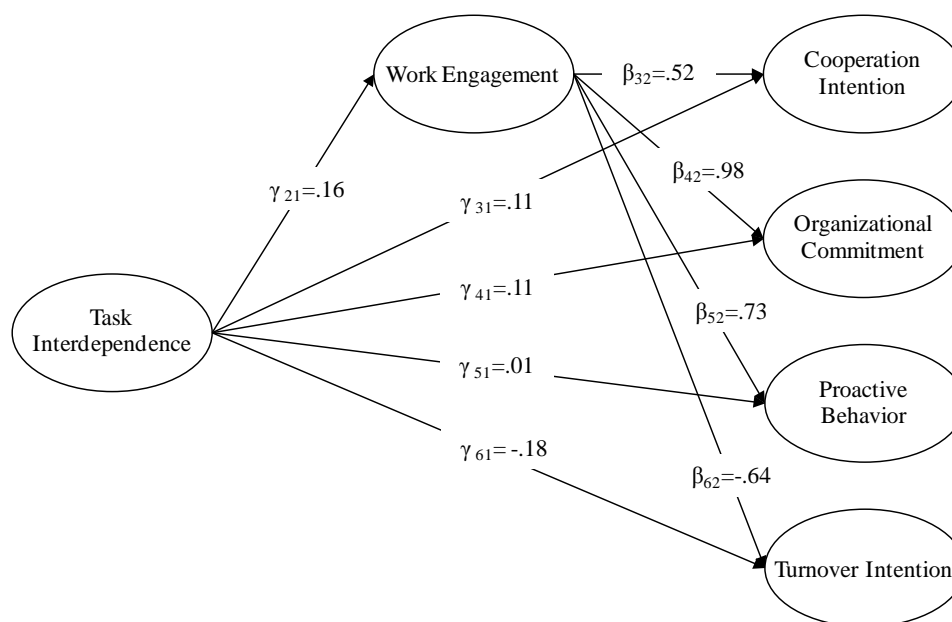 Work Engagement
Cooperation
Intention
β32=.52
β42=.98
γ21=.16
γ31=.11
Organizational
Commitment
γ41=.11
Task
Interdependence
β52=.73
γ51=.01
Proactive
Behavior
γ61=-.18
β62=-.64
Turnover Intention